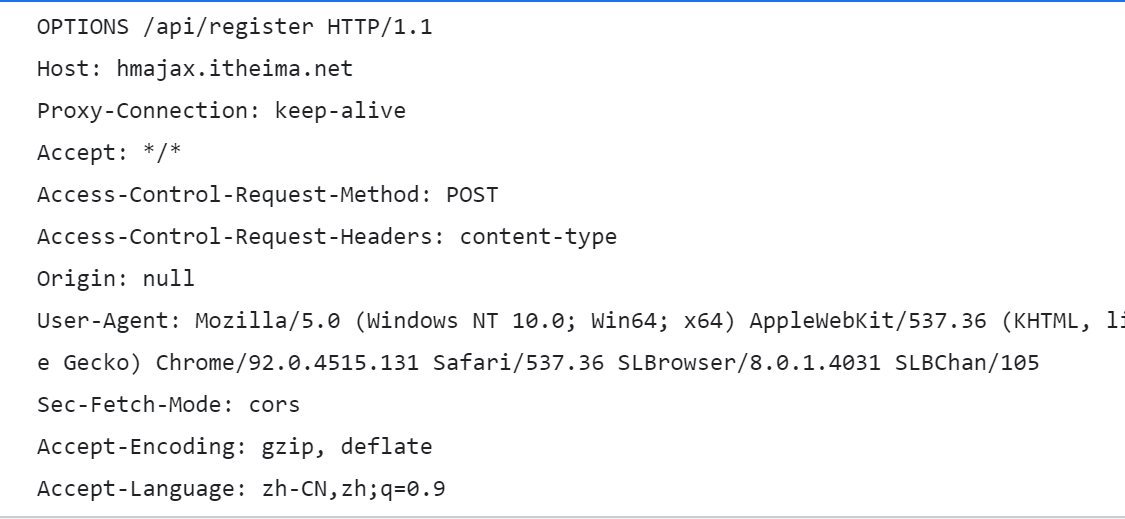 OPTIONS /api/register HTTP/1.1
Host: hmajax.itheima.net
Proxy-Connection: keep-alive
Accept: */*
Access-Control-Request-Method: POST
Access-Control-Request-Headers: content-type
Origin: null
User-Agent: Mozilla/5.0 (Windows NT 10.0; Win64; x64) AppleWebKit/537.36 (KHTML, li
e Gecko) Chrome/92.0.4515.131 Safari/537.36 SLBrowser/8.0.1.4031 SLBChan/105
Sec-Fetch-Mode: cors
Accept-Encoding: gzip, deflate
Accept-Language: zh-CN,zh;q=0.9